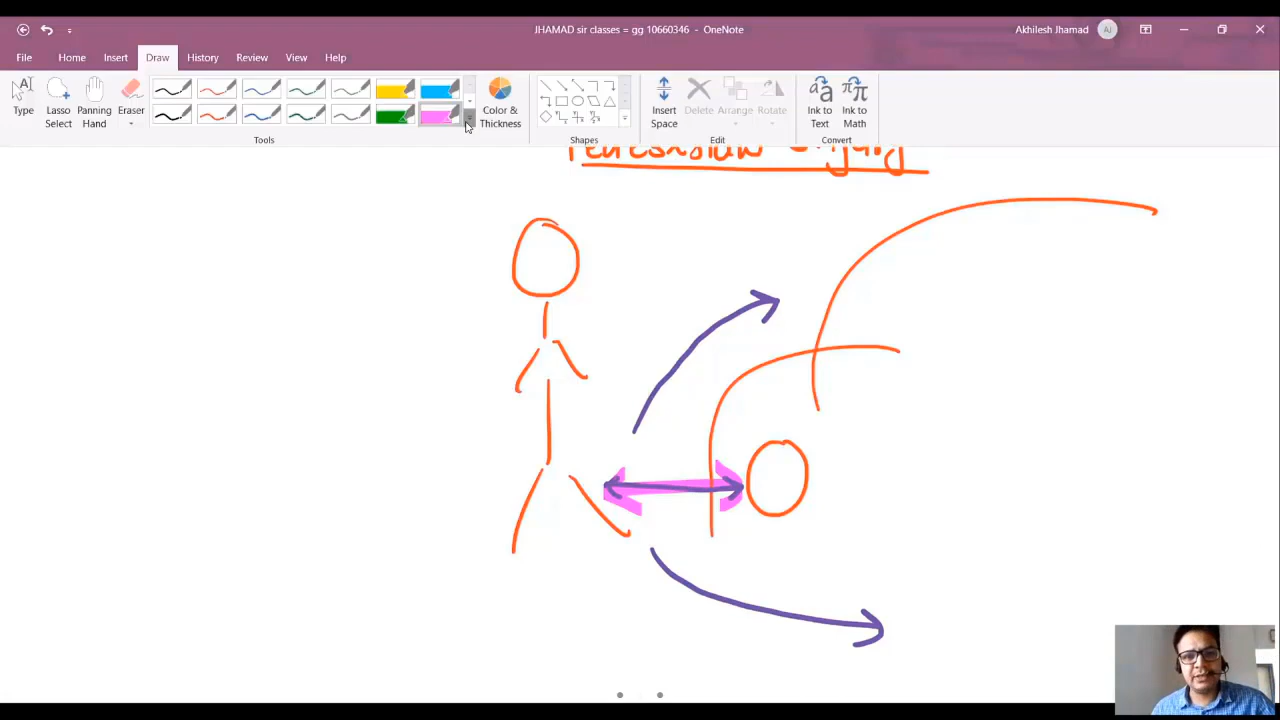 JHAMAD sir classes = gg 10660346 - OneNote
Akhilesh Jhamad
AJ
File
Home
Insert
Draw
History
Review
View
Help
Type
Lasso Select
Panning Hand
Eraser
Color & Thickness
Insert Space
Delete
Arrange
Rotate
Ink to Text
Ink to Math
Tools
Shapes
Edit
Convert